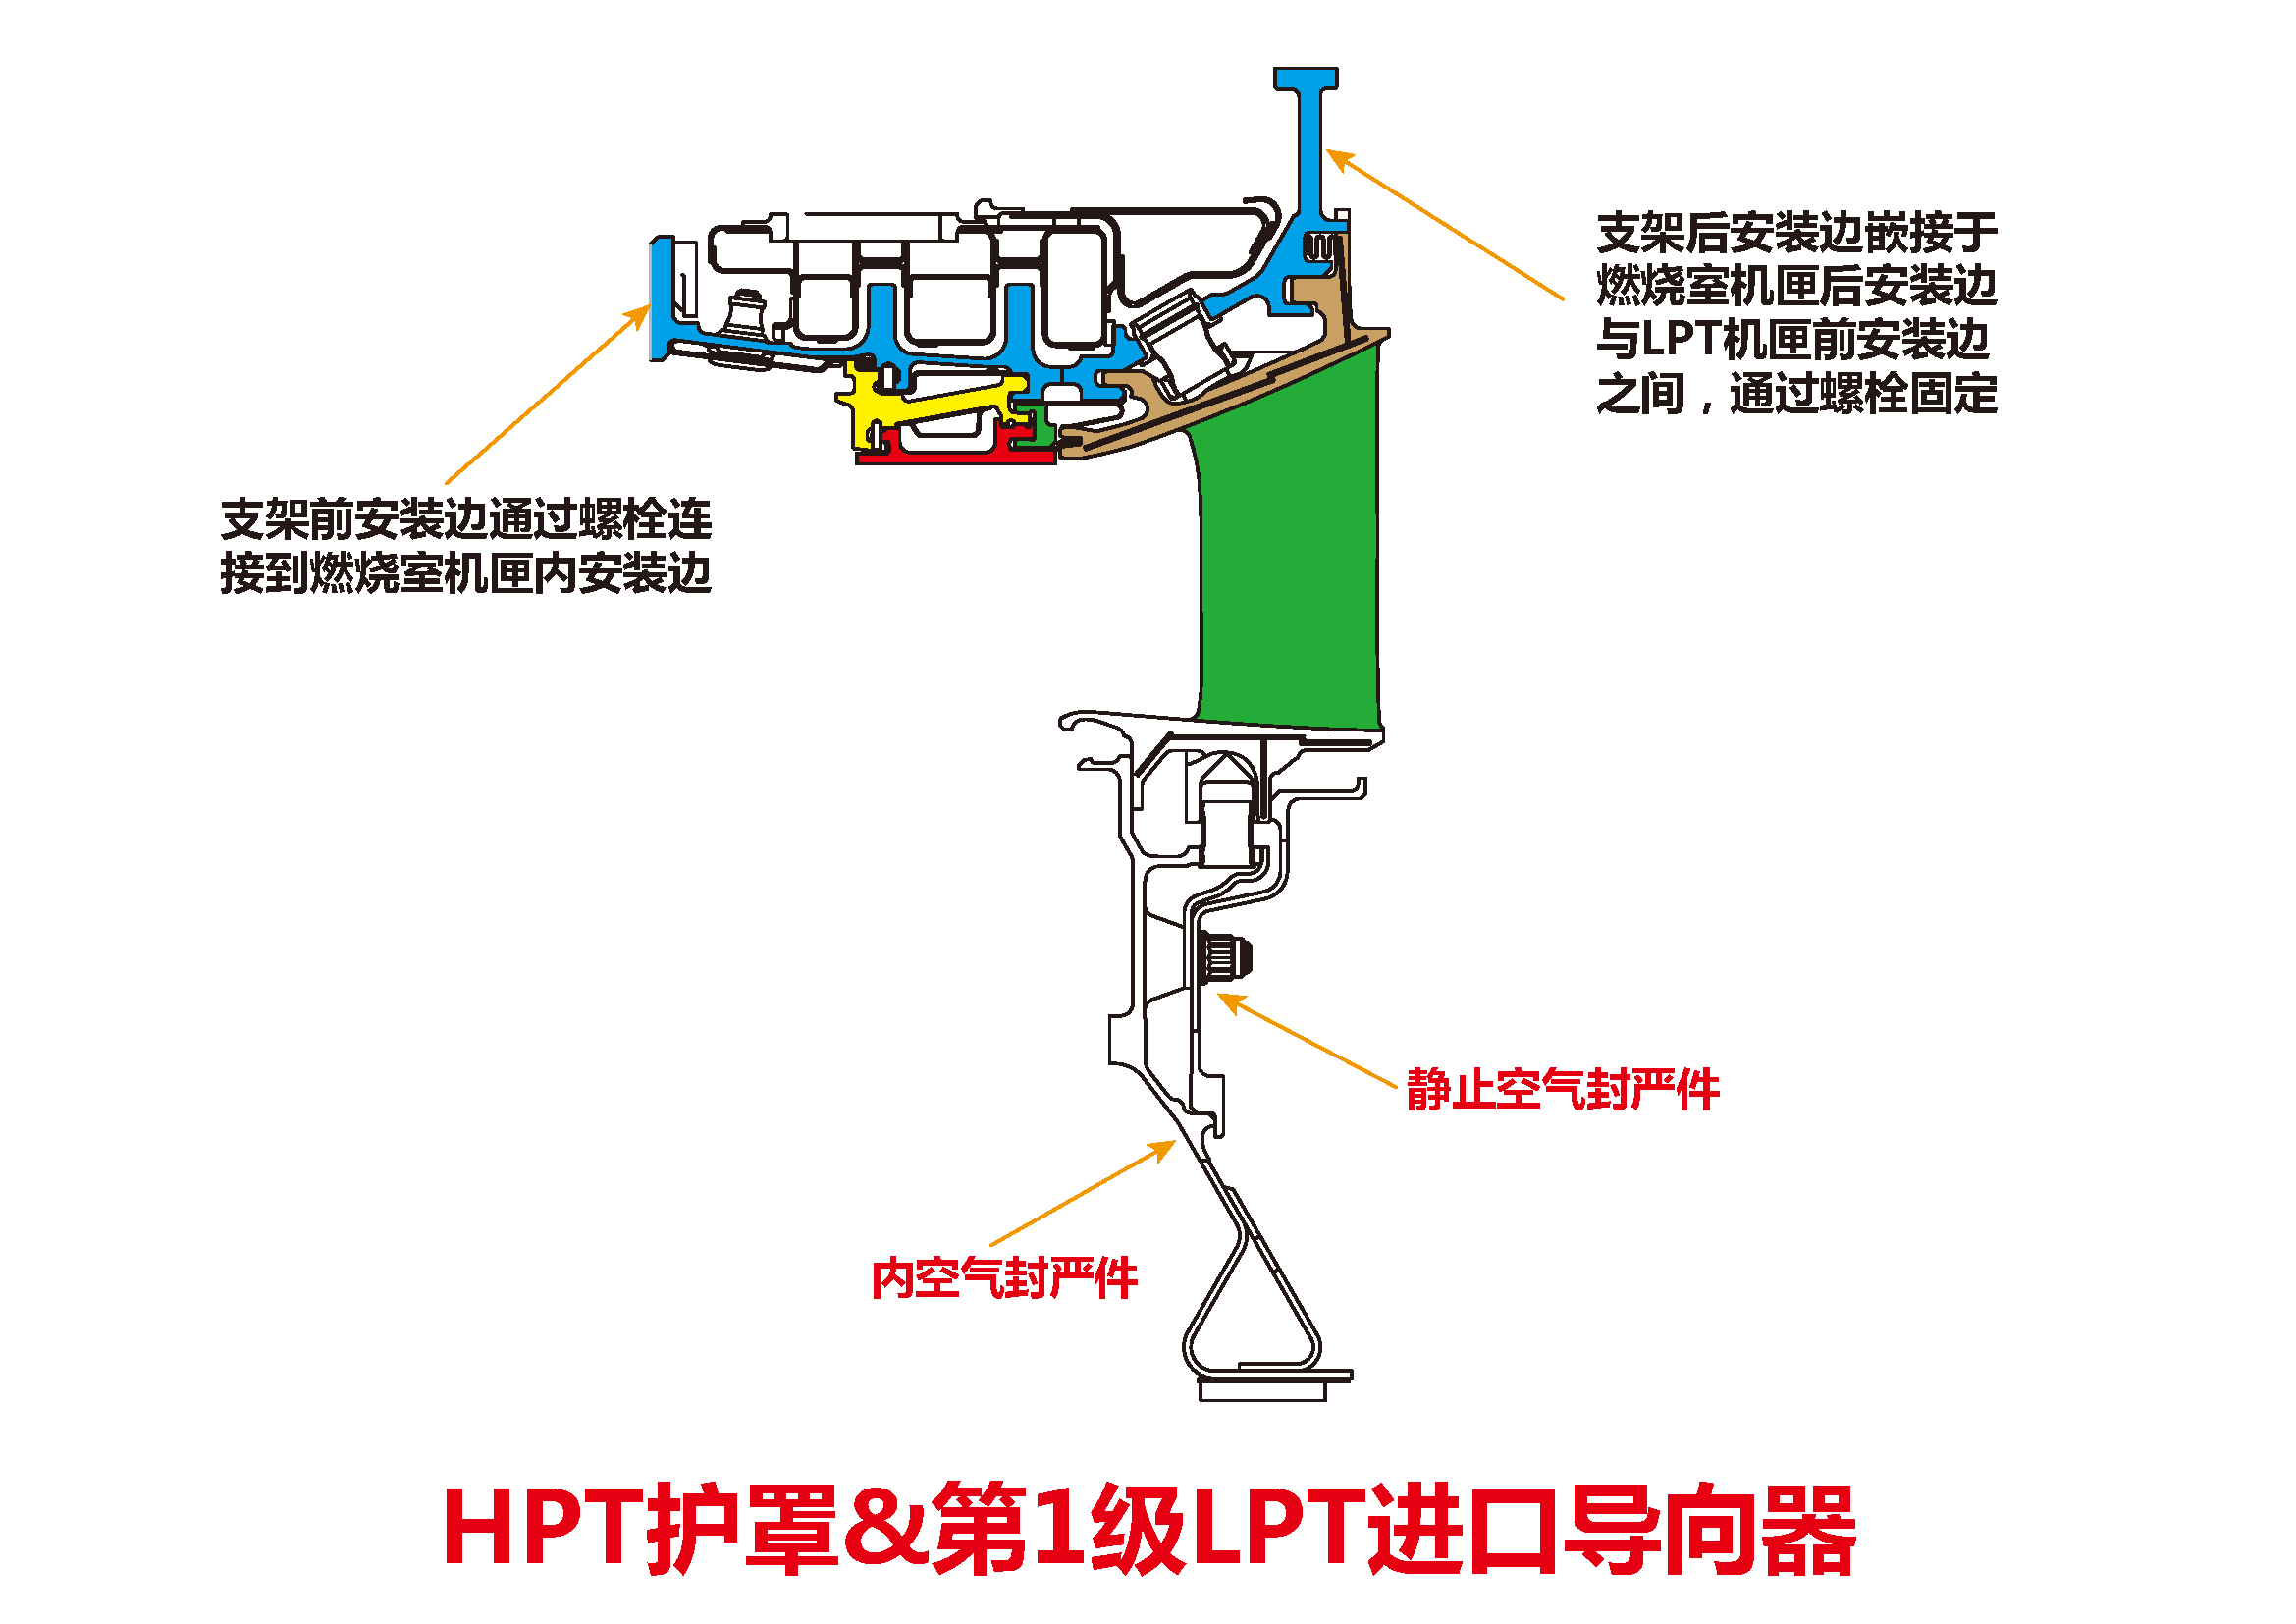 支架后安装边嵌接于
燃烧室机匣后安装边
与LPT机匣前安装边
之间，通过螺栓固定
支架前安装边通过螺栓连
接到燃烧室机匣内安装边
静止空气封严件
内空气封严件
HPT护罩&第1级LPT进口导向器